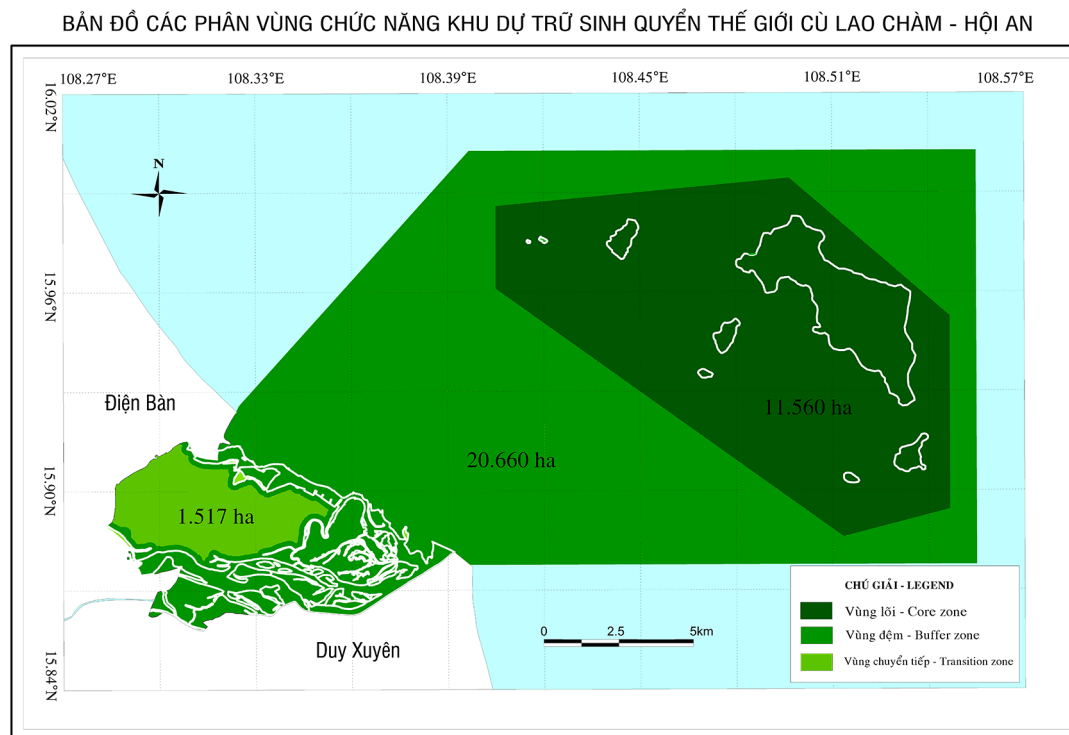 BẢN ĐỒ CÁC PHÂN VÙNG CHỨC NĂNG KHU DỰ TRỮ SINH QUYỂN THẾ GIỚI CÙ LAO CHÀM - HỘI AN
108.27°E 108.33°E 108.39°E 108.45°E 108.51°E 108.57°E
16.02°N
N
15.96°N
Điện Bàn
11.560 ha
20.660 ha
15.90°N
1.517 ha
CHÚ GIẢI - LEGEND
Vùng lõi - Core zone
Vùng đệm - Buffer zone
Vùng chuyển tiếp - Transition zone
0 2.5 5km
Duy Xuyên
15.84°N